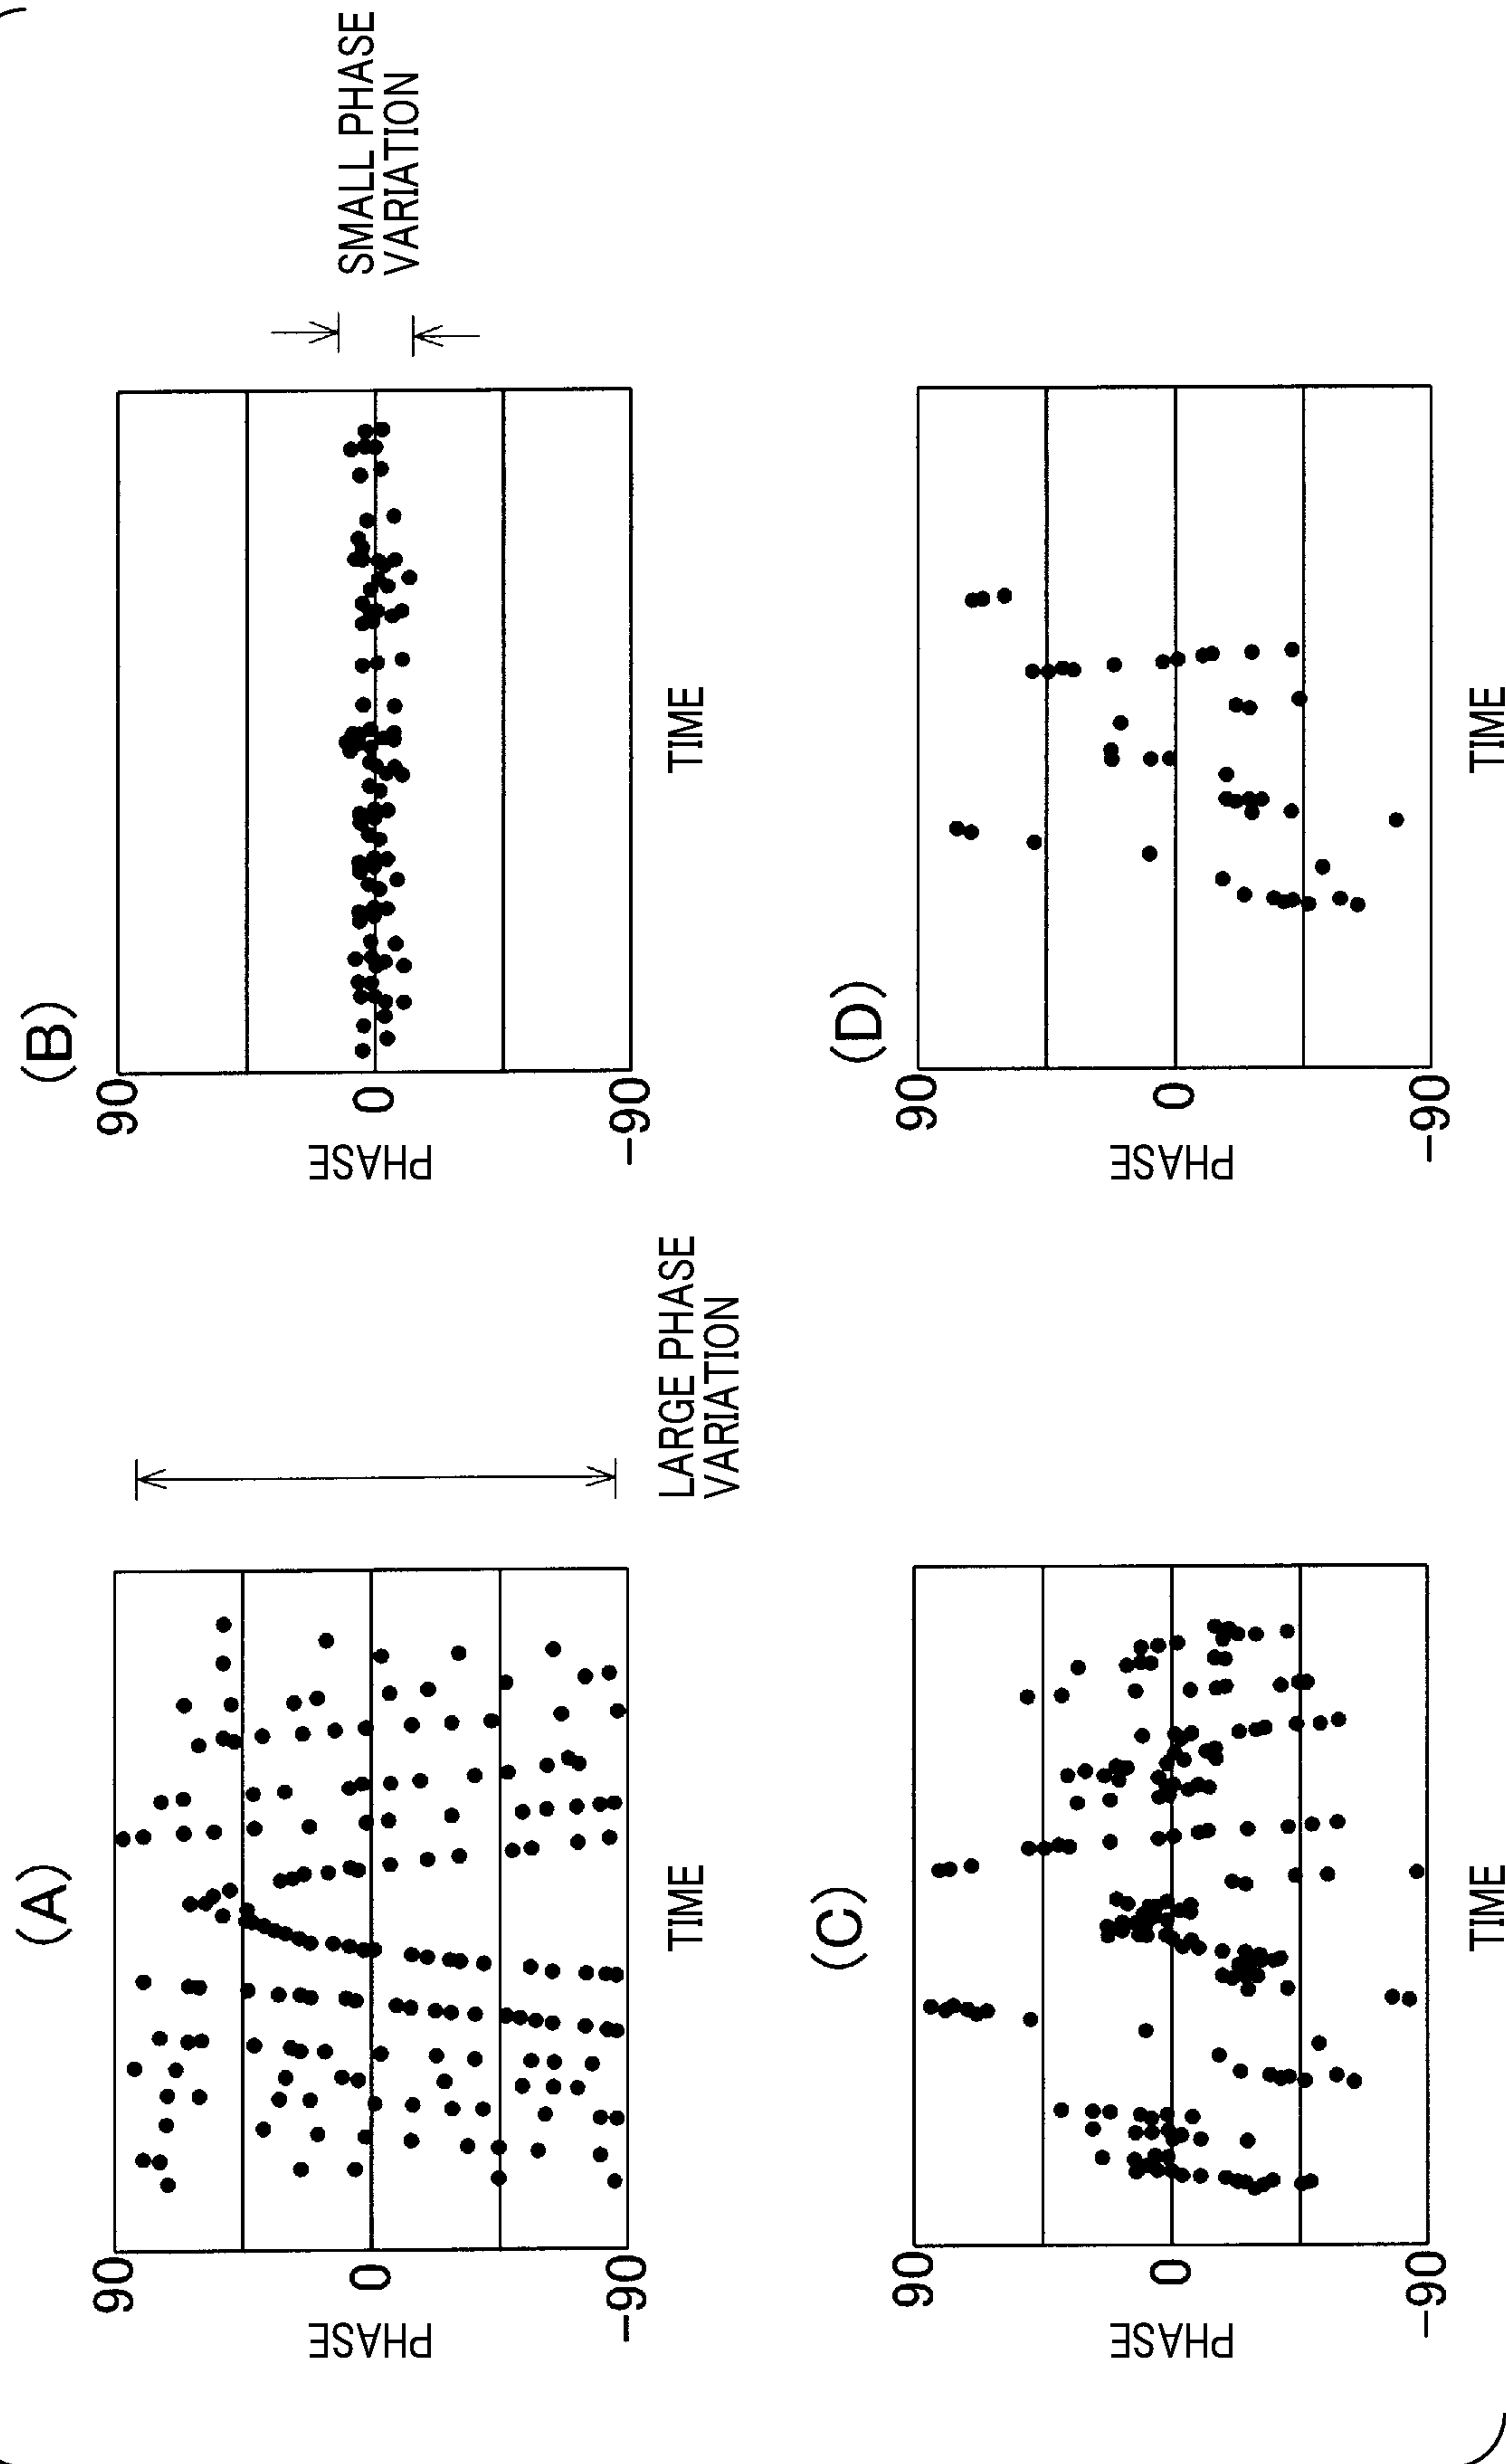 (A)
90
0
-90
PHASE
TIME
LARGE PHASE
VARIATION
(B)
90
0
-90
PHASE
TIME
SMALL PHASE
VARIATION
(C)
90
0
-90
PHASE
TIME
(D)
90
0
-90
PHASE
TIME